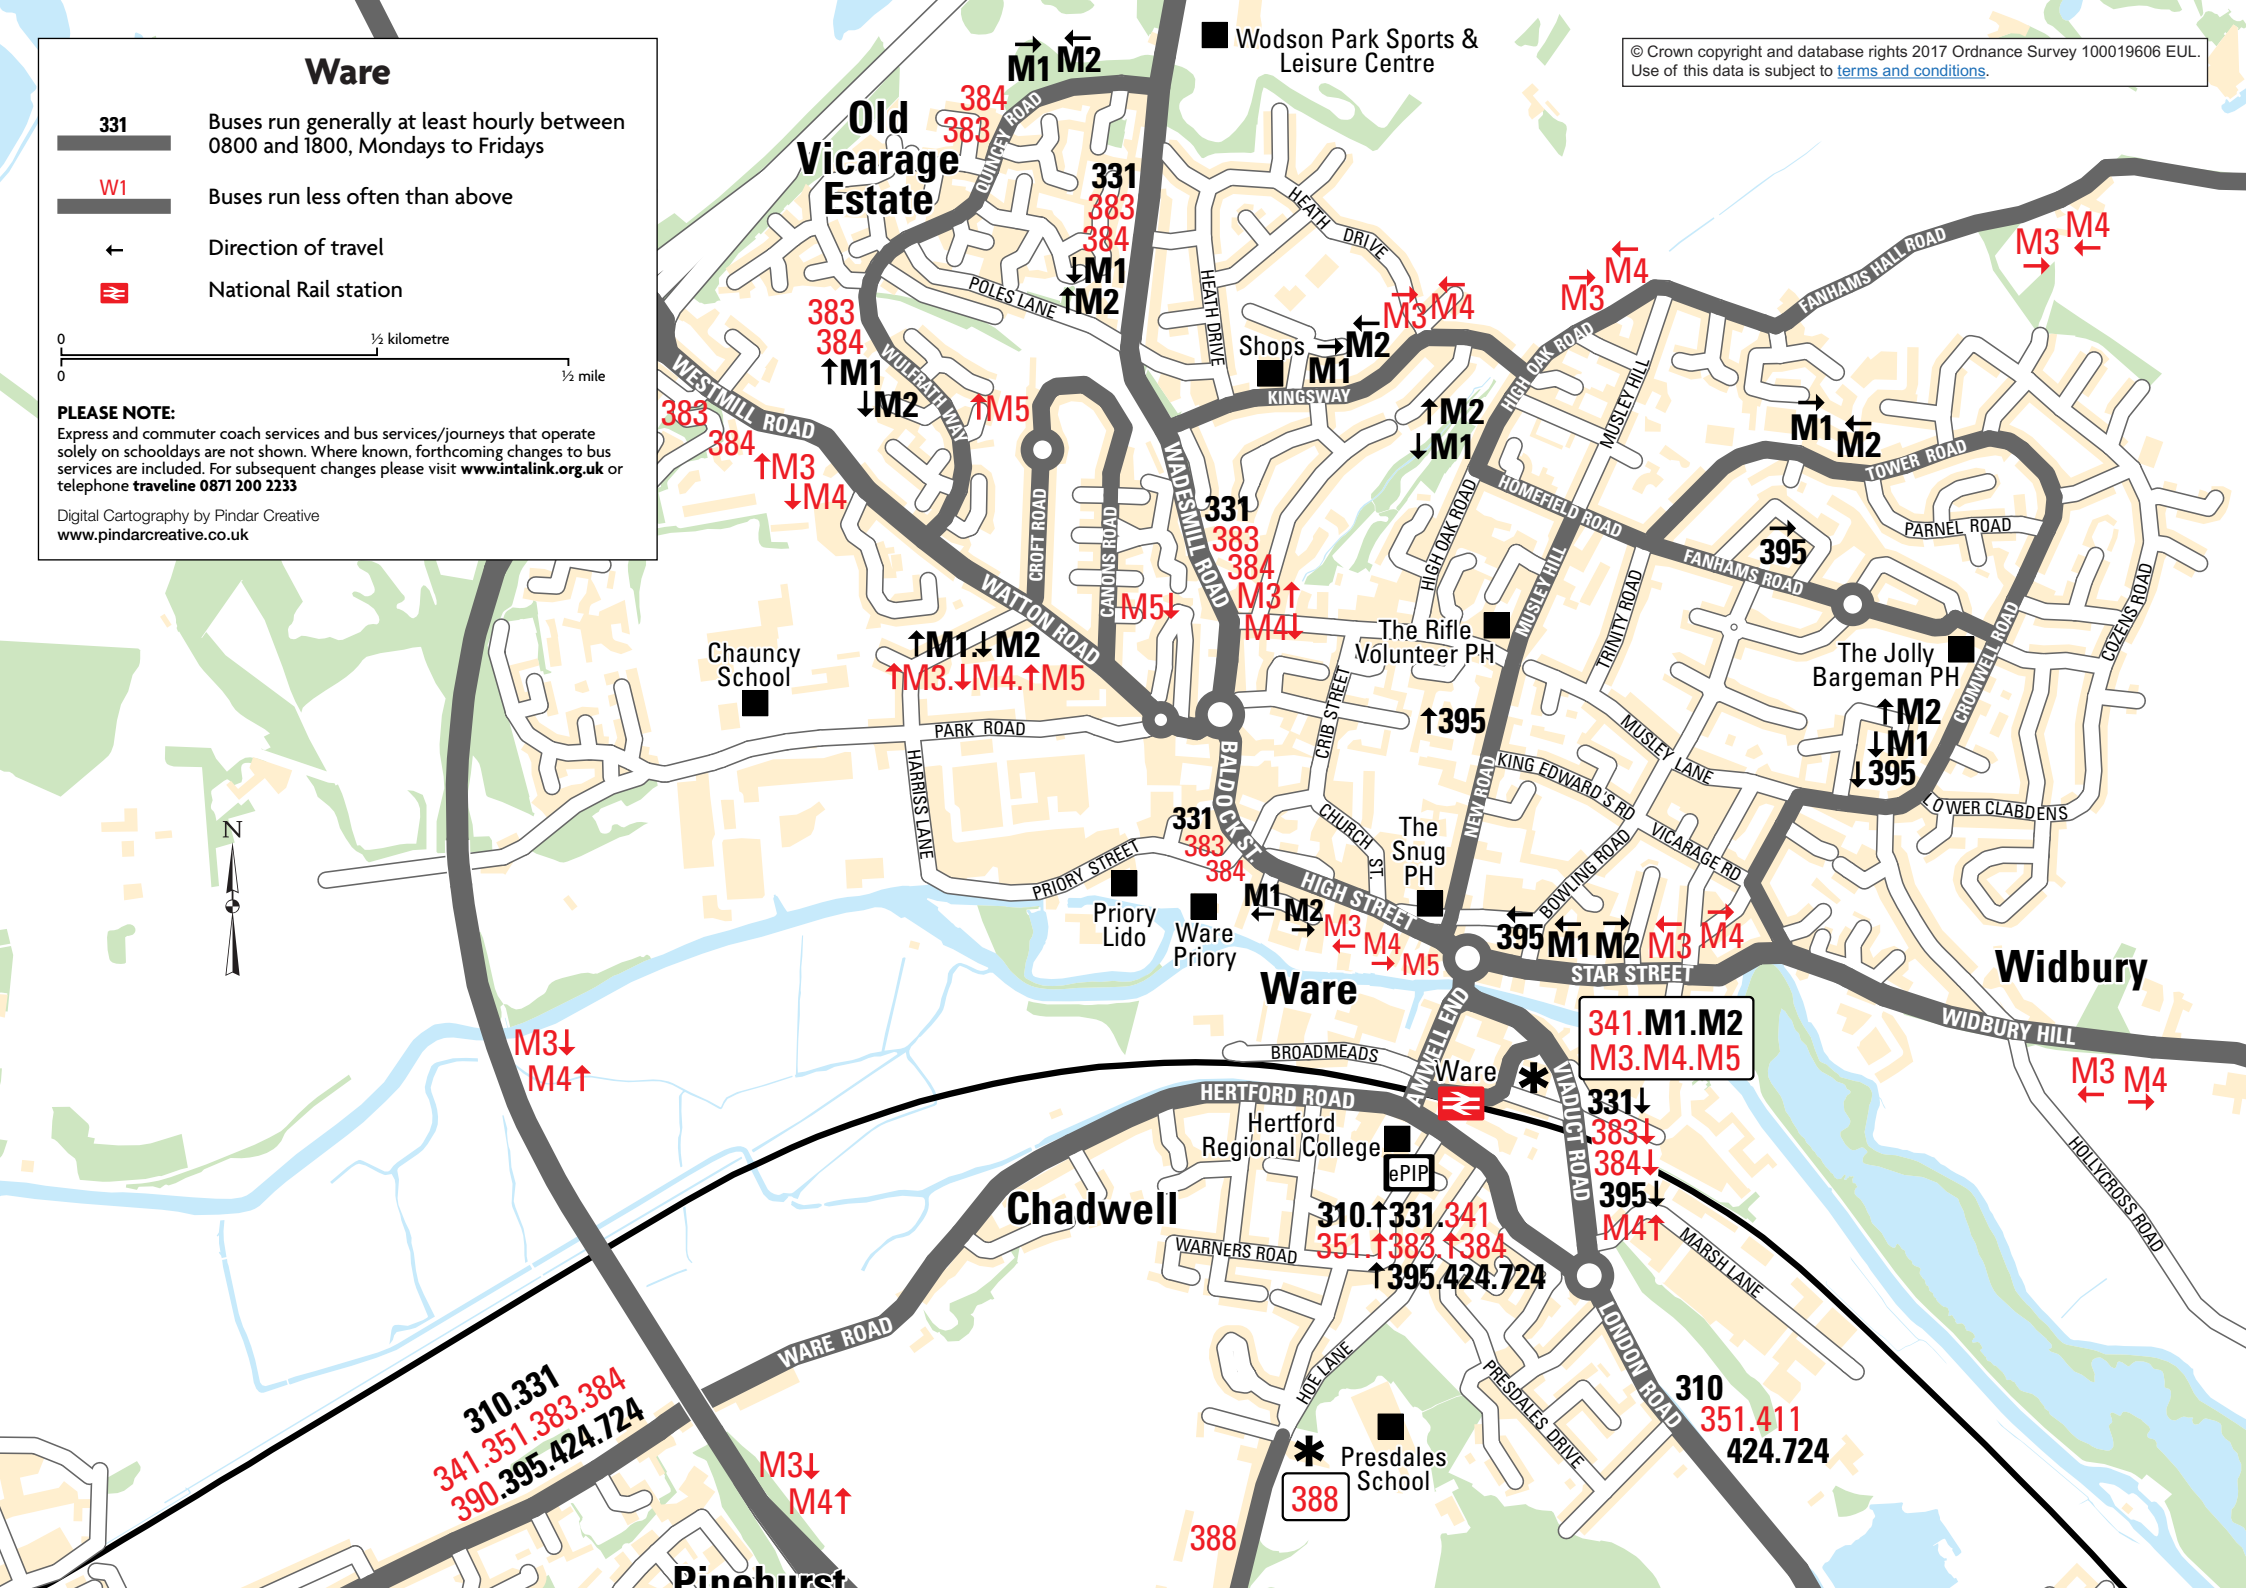 Ware
331
Buses run generally at least hourly between
0800 and 1800, Mondays to Fridays
W1
Buses run less often than above
←
Direction of travel
National Rail station
0 ½ kilometre
0 ½ mile
PLEASE NOTE:
Express and commuter coach services and bus services/journeys that operate
solely on schooldays are not shown. Where known, forthcoming changes to bus
services are included. For subsequent changes please visit www.intalink.org.uk or
telephone traveline 0871 200 2233
Digital Cartography by Pindar Creative
www.pindarcreative.co.uk
© Crown copyright and database rights 2017 Ordnance Survey 100019606 EUL.
Use of this data is subject to terms and conditions.
Wodson Park Sports &
Leisure Centre
→ ←
M1 M2
384
383
QUINCEY ROAD
Old
Vicarage
Estate
331
383
384
↓M1
↑M2
POLES LANE
383
384
↑M1
↓M2
WULFRATH WAY
↑M5
HEATH DRIVE
HEATH DRIVE
Shops
→M2
←
M1
KINGSWAY
→ ←
M3 M4
→ ←
M3 M4
HIGH OAK ROAD
FANHAMS HALL ROAD
M3 M4
→ ←
WESTMILL ROAD
383
384
↑M3
↓M4
CROFT ROAD
CANONS ROAD
M5↓
WADESMILL ROAD
331
383
384
M3↑
M4↓
↑M2
↓M1
MUSLEY HILL
HIGH OAK ROAD
HOMEFIELD ROAD
→ ←
M1 M2
TOWER ROAD
PARNEL ROAD
→
395
FANHAMS ROAD
COZENS ROAD
CROMWELL ROAD
The Jolly
Bargeman PH
↑M2
↓M1
↓395
LOWER CLABDENS
WATTON ROAD
↑M1.↓M2
↑M3.↓M4.↑M5
Chauncy
School
PARK ROAD
HARRIS LANE
PRIORY STREET
The Rifle
Volunteer PH
MUSLEY HILL
TRINITY ROAD
CRIB STREET
↑395
MUSLEY LANE
KING EDWARD'S RD
NEW ROAD
VICARAGE RD
BOWLING ROAD
BALDOCK ST.
331
383
384
CHURCH ST.
The
Snug
PH
HIGH STREET
M1
←
M2
→
M3
←
M4
→
M5
Priory
Lido
Ware
Priory
Ware
← ← → ← →
395 M1 M2 M3 M4
STAR STREET
Widbury
WIDBURY HILL
M3 M4
← →
HOLLYCROSS ROAD
341.M1.M2
M3.M4.M5
N
M3↓
M4↑
BROADMEADS
AMWELL END
Ware
*
VIADUCT ROAD
331↓
383↓
384↓
395↓
M4↑
MARSH LANE
HERTFORD ROAD
Hertford
Regional College
ePIP
310.↑331.341
351.↑383.↑384
↑395.424.724
Chadwell
WARNERS ROAD
WARE ROAD
310.331
341.351.383.384
390.395.424.724
M3↓
M4↑
Pinehurst
HOE LANE
*
388
388
Presdales
School
PRESDALES DRIVE
LONDON ROAD
310
351.411
424.724